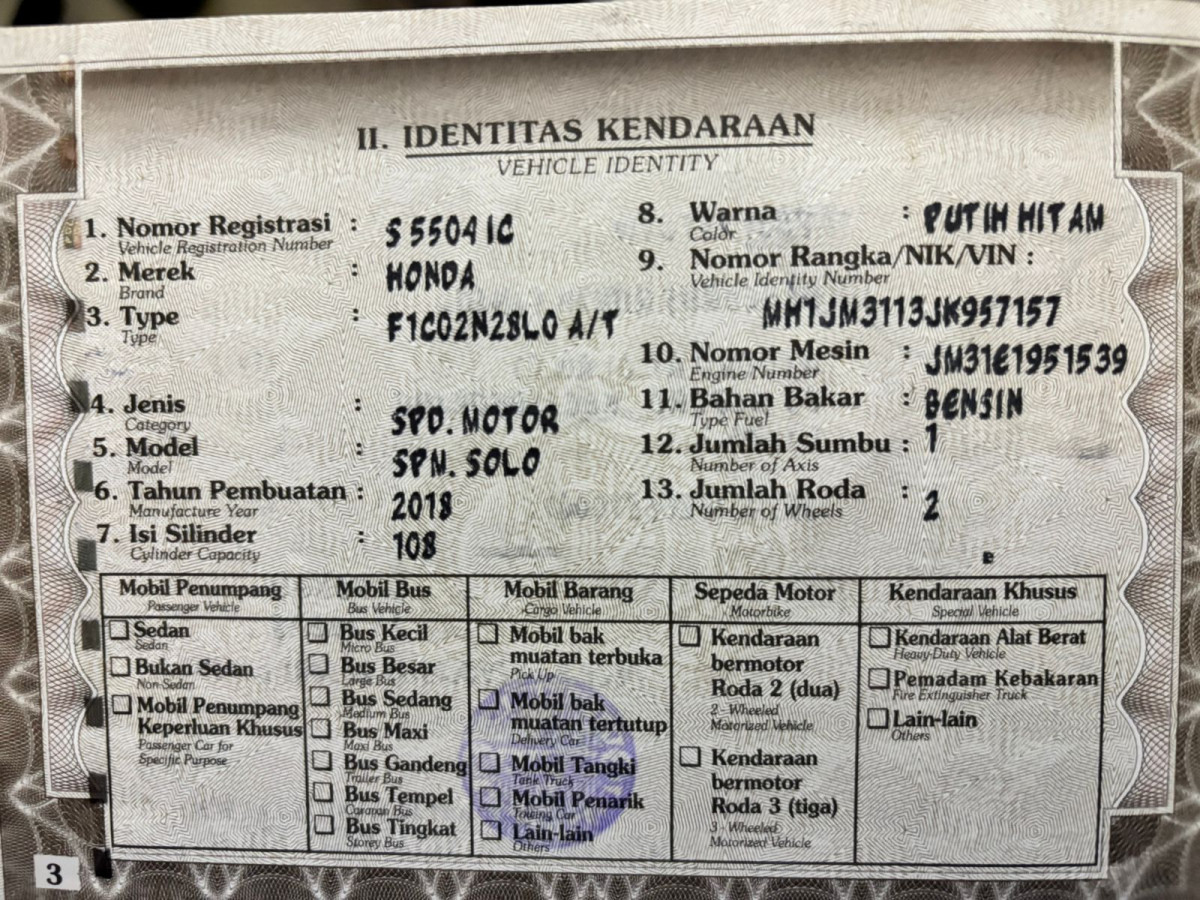 II. IDENTITAS KENDARAAN
VEHICLE IDENTITY
1. Nomor Registrasi : S 5504 IC
Vehicle Registration Number
2. Merek : HONDA
Brand
3. Type : F1C02N28L0 A/T
Type
4. Jenis : SPD. MOTOR
Category
5. Model : SPM. SOLO
Model
6. Tahun Pembuatan : 2018
Manufacture Year
7. Isi Silinder : 108
Cylinder Capacity
8. Warna : PUTIH HITAM
Color
9. Nomor Rangka/NIK/VIN :
Vehicle Identity Number
MH1JM3113JK957157
10. Nomor Mesin : JM31E1951539
Engine Number
11. Bahan Bakar : BENSIN
Type Fuel
12. Jumlah Sumbu : 1
Number of Axis
13. Jumlah Roda : 2
Number of Wheels
Mobil Penumpang
Passenger Vehicle
Sedan
Sedan
Bukan Sedan
Non-Sedan
Mobil Penumpang
Keperluan Khusus
Passenger Car for
Specific Purpose
Mobil Bus
Bus Vehicle
Bus Kecil
Micro Bus
Bus Besar
Large Bus
Bus Sedang
Medium Bus
Bus Maxi
Maxi Bus
Bus Gandeng
Trailer Bus
Bus Tempel
Caravan Bus
Bus Tingkat
Storey Bus
Mobil Barang
Cargo Vehicle
Mobil bak
muatan terbuka
Pick Up
Mobil bak
muatan tertutup
Delivery Car
Mobil Tangki
Tank Truck
Mobil Penarik
Towing Car
Lain-lain
Others
Sepeda Motor
Motorbike
Kendaraan
bermotor
Roda 2 (dua)
2 - Wheeled
Motorized Vehicle
Kendaraan
bermotor
Roda 3 (tiga)
3 - Wheeled
Motorized Vehicle
Kendaraan Khusus
Special Vehicle
Kendaraan Alat Berat
Heavy-Duty Vehicle
Pemadam Kebakaran
Fire Extinguisher Truck
Lain-lain
Others
3